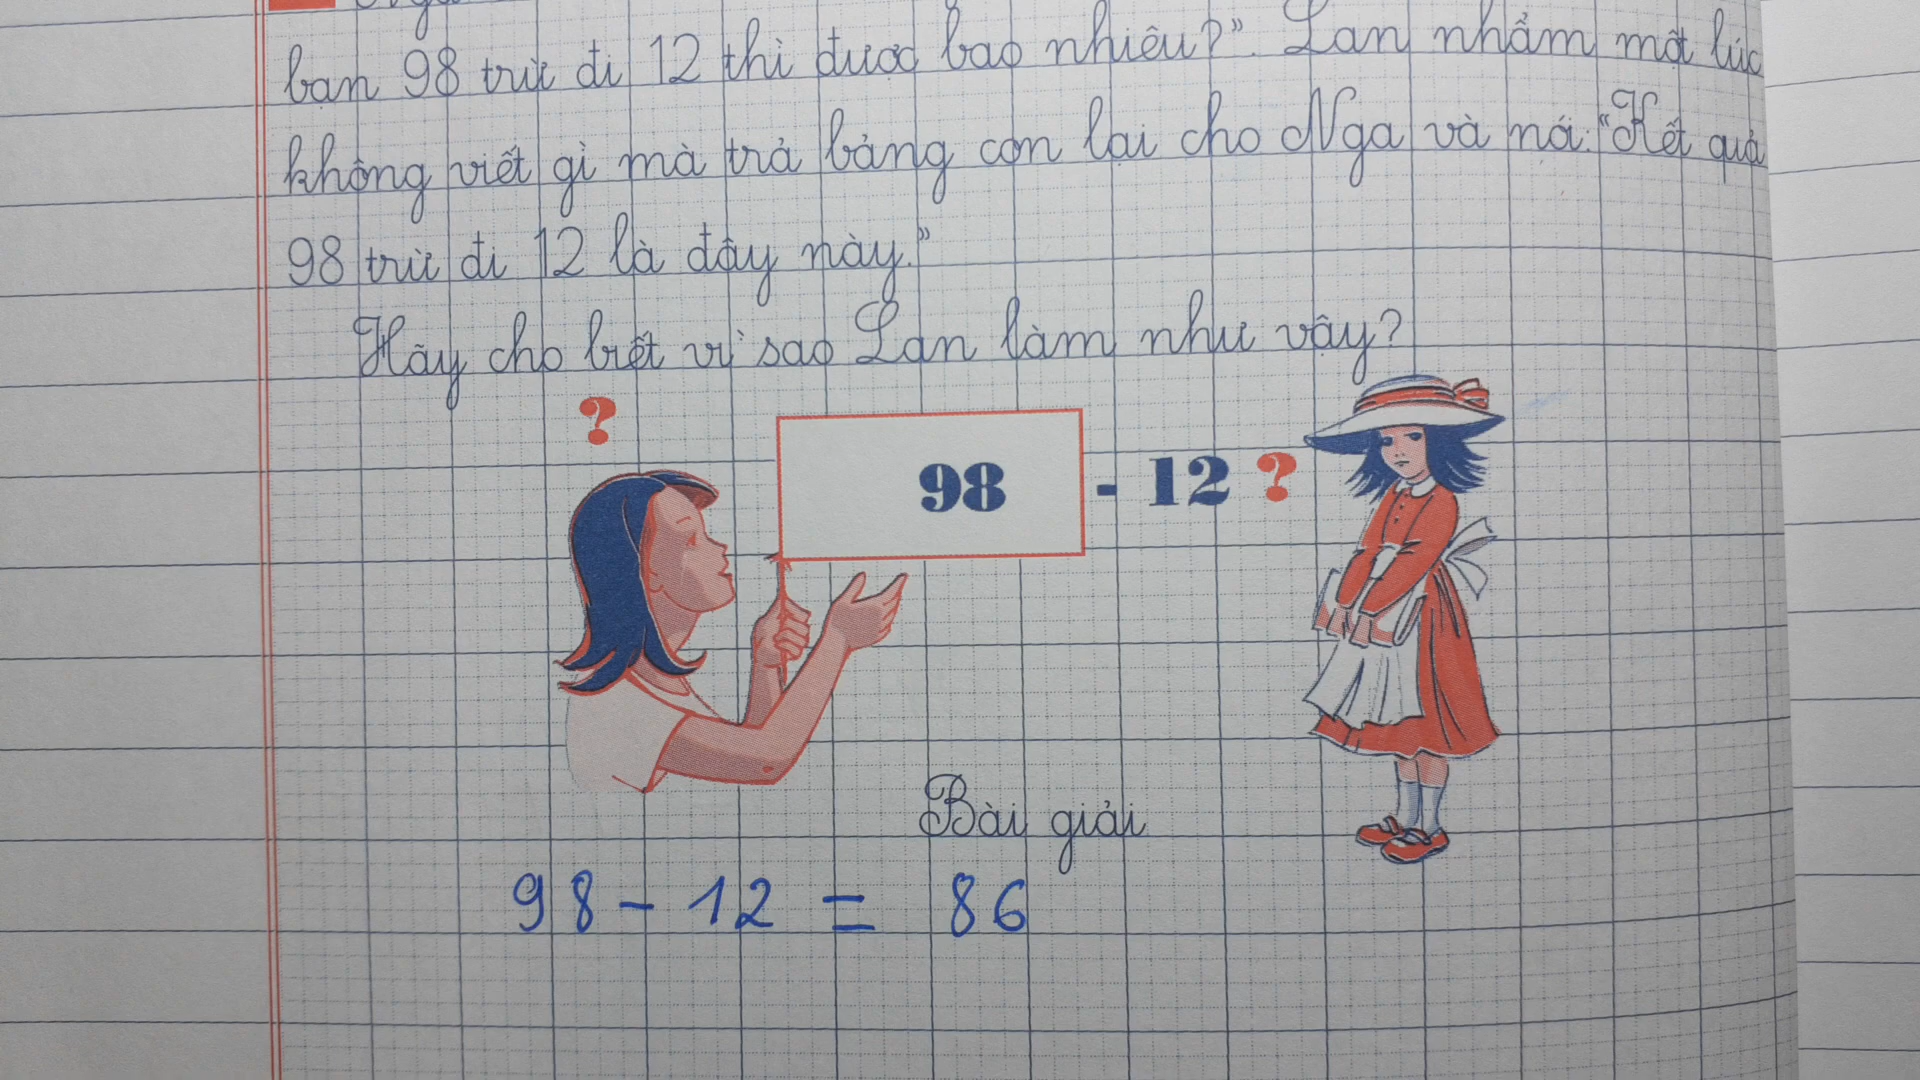 bạn 98 trừ đi 12 thì được bao nhiêu?". Lan nhẩm một lúc
không viết gì mà trả bảng con lại cho Nga và nói: "Kết quả
98 trừ đi 12 là đây này."
Hãy cho biết vì sao Lan làm như vậy?
?
98 - 12 ?
Bài giải
98 - 12 = 86